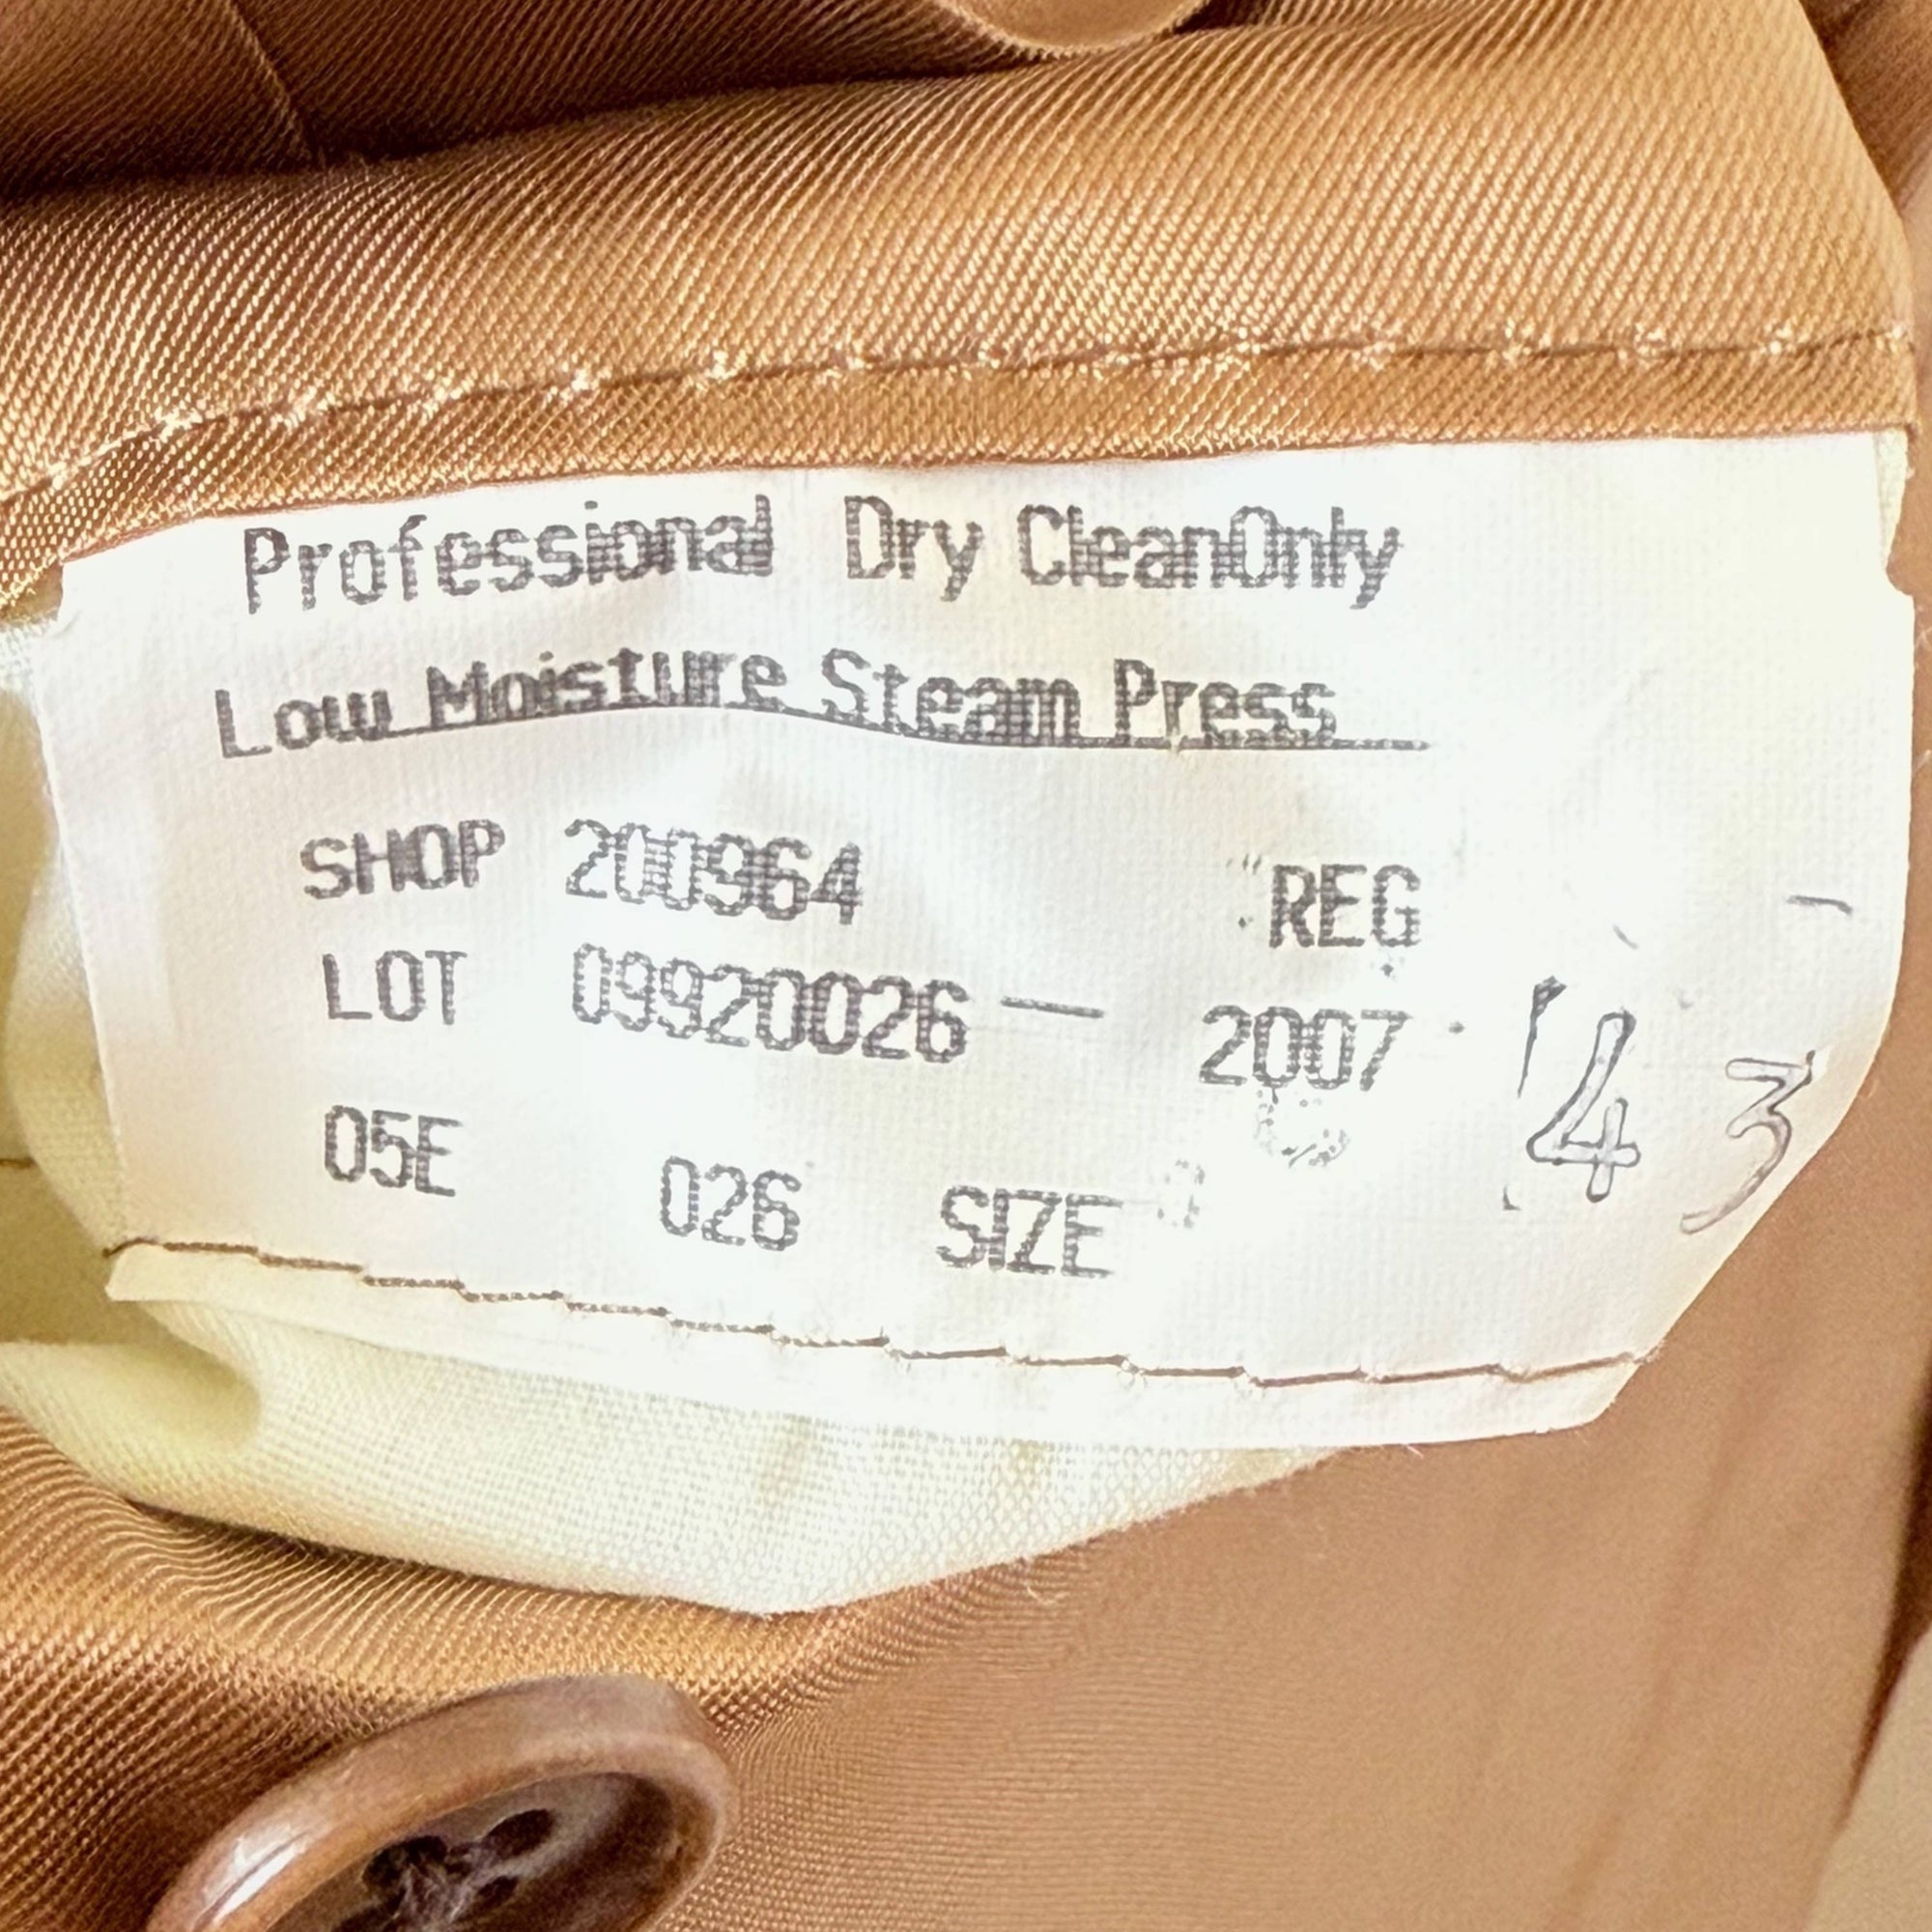 Professional Dry CleanOnly
Low Moisture Steam Press
SHOP 200964 REG
LOT 09920026 — 2007
05E 026 SIZE
43